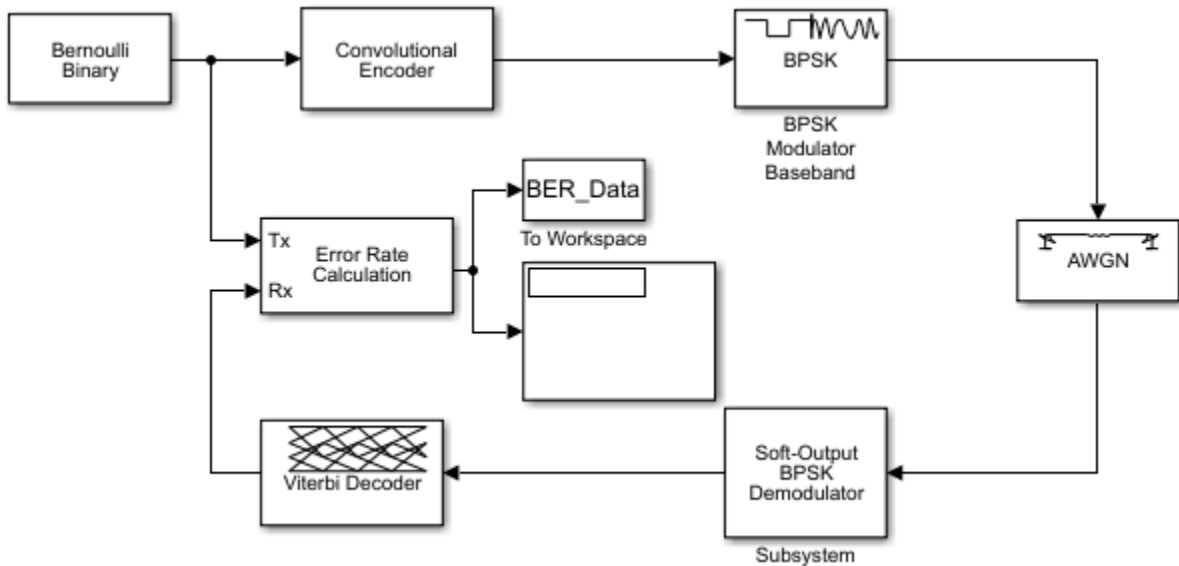 Bernoulli
Binary
Convolutional
Encoder
BPSK
BPSK
Modulator
Baseband
BER_Data
To Workspace
Tx
Error Rate
Calculation
Rx
AWGN
Viterbi Decoder
Soft-Output
BPSK
Demodulator
Subsystem